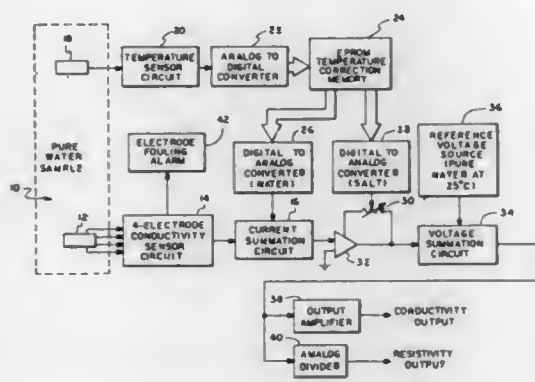 18
20
TEMPERATURE
SENSOR
CIRCUIT
23
ANALOG TO
DIGITAL
CONVERTER
24
EPROM
TEMPERATURE
CORRECTION
MEMORY
42
ELECTRODE
FOULING
ALARM
26
DIGITAL TO
ANALOG
CONVERTER
(WATER)
DIGITAL TO
ANALOG
CONVERTER
(SALT)
36
REFERENCE
VOLTAGE
SOURCE
(PURE
WATER AT
25°C)
PURE
WATER
SAMPLE
10
12
14
4-ELECTRODE
CONDUCTIVITY
SENSOR
CIRCUIT
16
CURRENT
SUMMATION
CIRCUIT
30
32
34
VOLTAGE
SUMMATION
CIRCUIT
38
OUTPUT
AMPLIFIER
CONDUCTIVITY
OUTPUT
40
ANALOG
DIVIDER
RESISTIVITY
OUTPUT